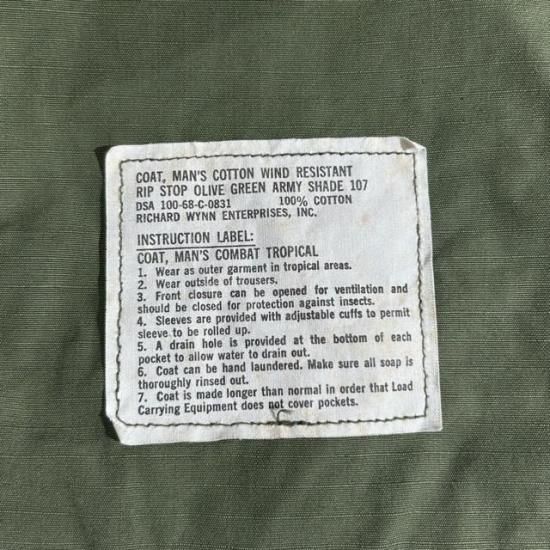 COAT, MAN'S COTTON WIND RESISTANT
RIP STOP OLIVE GREEN ARMY SHADE 107
DSA 100-68-C-0831 100% COTTON
RICHARD WYNN ENTERPRISES, INC.
INSTRUCTION LABEL:
COAT, MAN'S COMBAT TROPICAL
1. Wear as outer garment in tropical areas.
2. Wear outside of trousers.
3. Front closure can be opened for ventilation and
should be closed for protection against insects.
4. Sleeves are provided with adjustable cuffs to permit
sleeve to be rolled up.
5. A drain hole is provided at the bottom of each
pocket to allow water to drain out.
6. Coat can be hand laundered. Make sure all soap is
thoroughly rinsed out.
7. Coat is made longer than normal in order that Load
Carrying Equipment does not cover pockets.